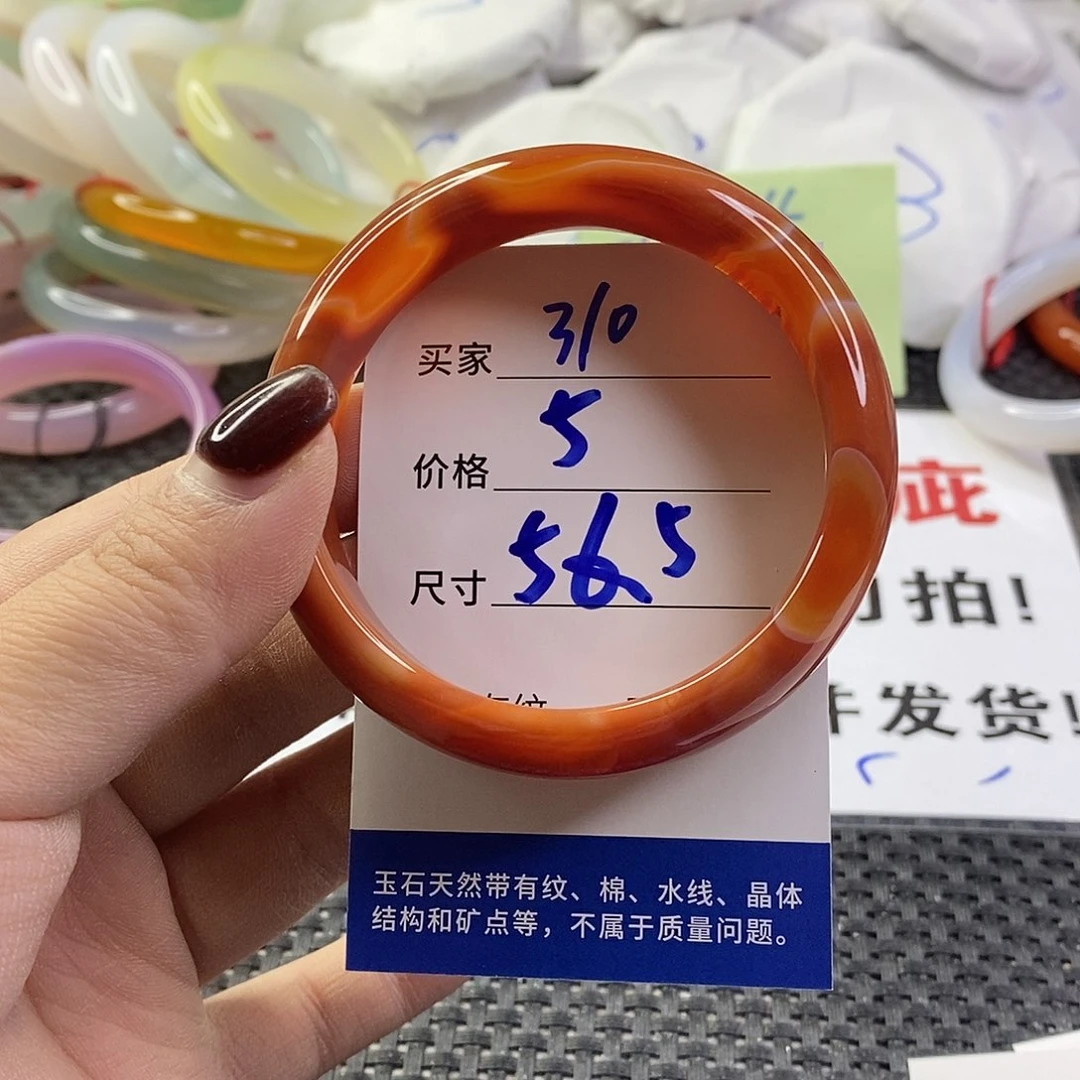 买家 310
价格 5
尺寸 56.5
玉石天然带有纹、棉、水线、晶体
结构和矿点等，不属于质量问题。
疵
拍!
发货!